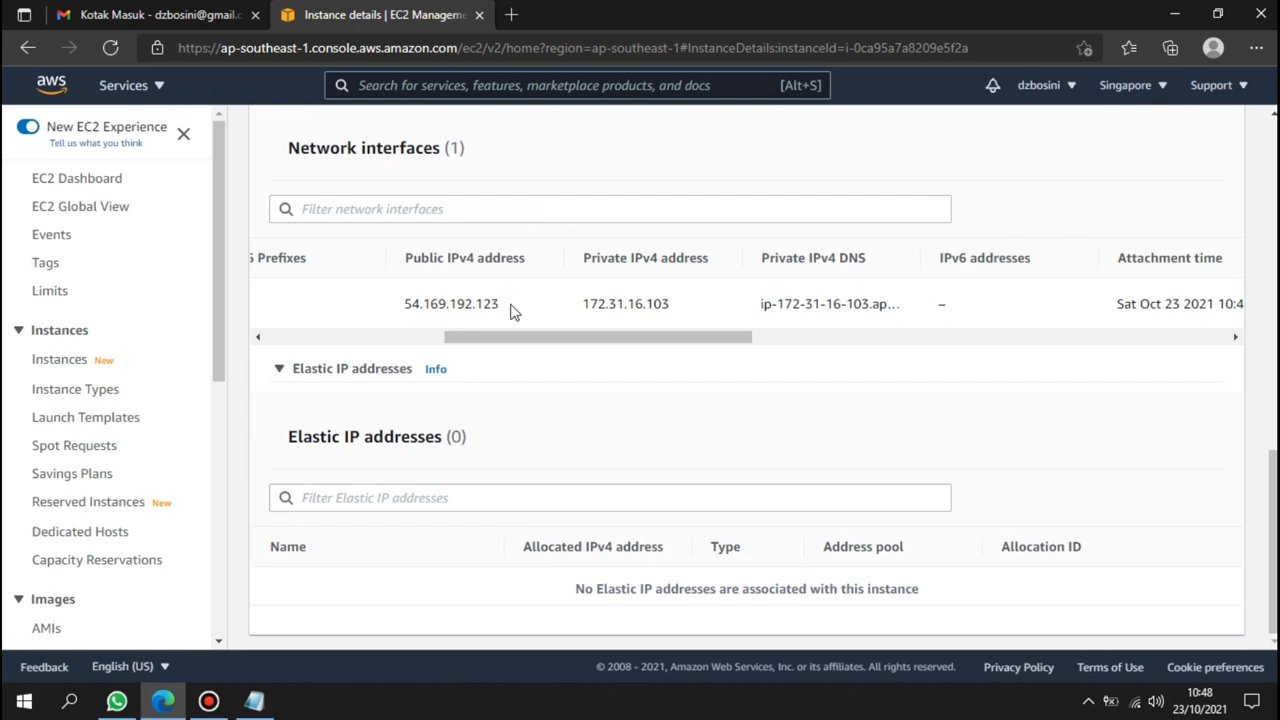 Kotak Masuk - dzbosini@gmail.c
Instance details | EC2 Manageme
https://ap-southeast-1.console.aws.amazon.com/ec2/v2/home?region=ap-southeast-1#InstanceDetails:instanceId=i-0ca95a7a8209e5f2a
aws
Services
Search for services, features, marketplace products, and docs
[Alt+S]
dzbosini
Singapore
Support
New EC2 Experience
Tell us what you think
EC2 Dashboard
EC2 Global View
Events
Tags
Limits
Instances
Instances New
Instance Types
Launch Templates
Spot Requests
Savings Plans
Reserved Instances New
Dedicated Hosts
Capacity Reservations
Images
AMIs
Network interfaces (1)
Filter network interfaces
Prefixes
Public IPv4 address
Private IPv4 address
Private IPv4 DNS
IPv6 addresses
Attachment time
54.169.192.123
172.31.16.103
ip-172-31-16-103.ap...
–
Sat Oct 23 2021 10:4
Elastic IP addresses Info
Elastic IP addresses (0)
Filter Elastic IP addresses
Name
Allocated IPv4 address
Type
Address pool
Allocation ID
No Elastic IP addresses are associated with this instance
Feedback
English (US)
© 2008 - 2021, Amazon Web Services, Inc. or its affiliates. All rights reserved.
Privacy Policy
Terms of Use
Cookie preferences
10:48
23/10/2021